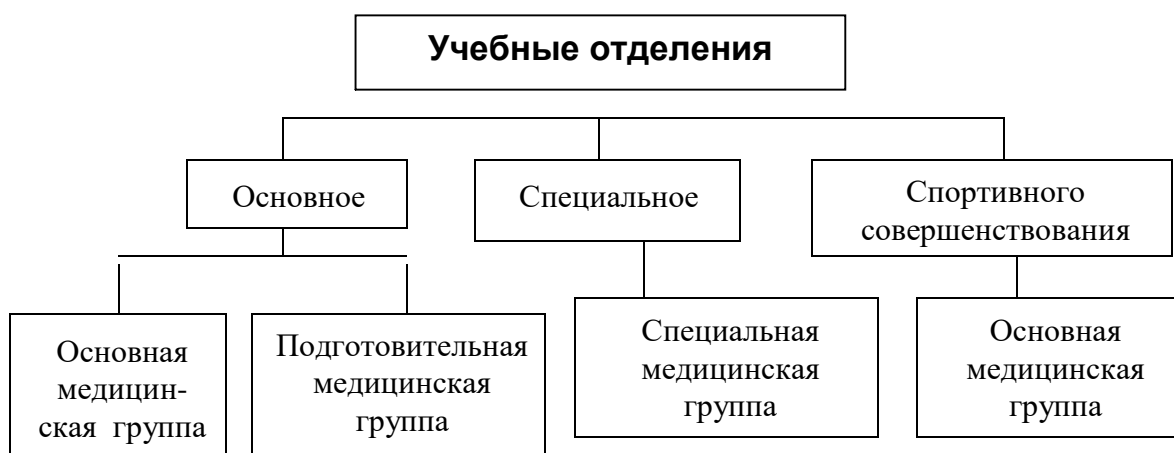 Учебные отделения
Основное
Специальное
Спортивного
совершенствования
Основная
медицин-
ская группа
Подготовительная
медицинская
группа
Специальная
медицинская
группа
Основная
медицинская
группа